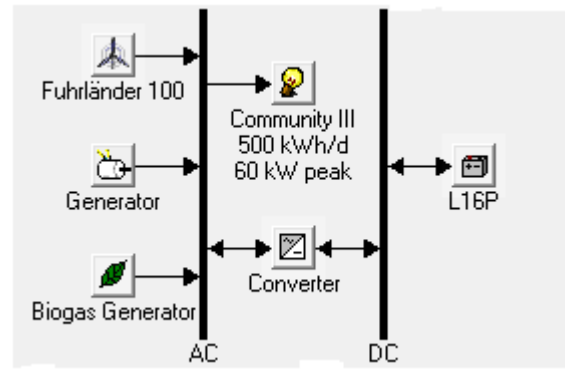 Fuhrländer 100
Community III
500 kWh/d
60 kW peak
Generator
L16P
Converter
Biogas Generator
AC
DC